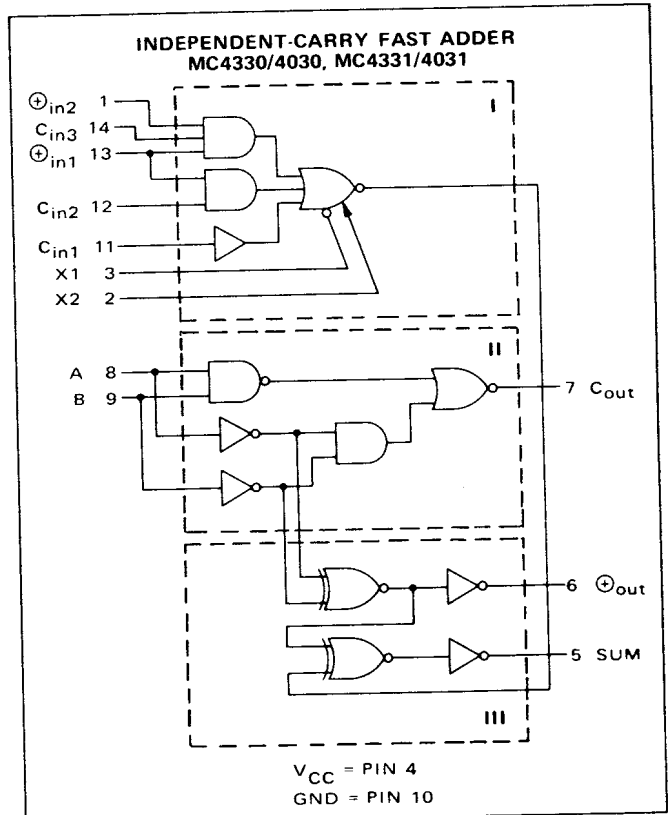 INDEPENDENT-CARRY FAST ADDER
MC4330/4030, MC4331/4031
I
⊕in2 1
Cin3 14
⊕in1 13
Cin2 12
Cin1 11
X1 3
X2 2
II
A 8
B 9
7 Cout
6 ⊕out
5 SUM
III
VCC = PIN 4
GND = PIN 10